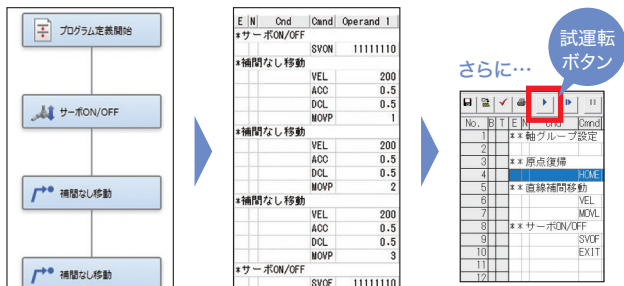 プログラム定義開始
サーボON/OFF
補間なし移動
補間なし移動
E N Cnd Cmnd Operand 1
*サーボON/OFF
SVON 11111110
*補間なし移動
VEL 200
ACC 0.5
DCL 0.5
MOVP 1
*補間なし移動
VEL 200
ACC 0.5
DCL 0.5
MOVP 2
*補間なし移動
VEL 200
ACC 0.5
DCL 0.5
MOVP 3
*サーボON/OFF
SVOF 11111110
さらに…
試運転
ボタン
No. B T E N Cnd Cmnd
1 **軸グループ設定
2
3 **原点復帰
4 HOME
5 **直線補間移動
6 VEL
7 MOVL
8 **サーボON/OFF
9 SVOF
10 EXIT
11
12